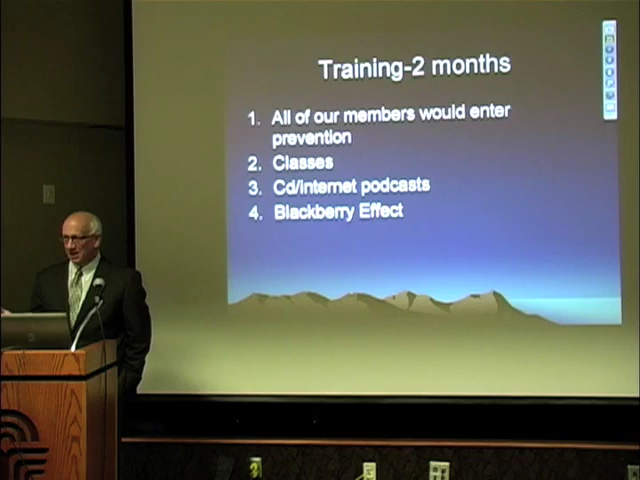 Training-2 months
1. All of our members would enter
prevention
2. Classes
3. Cd/internet podcasts
4. Blackberry Effect